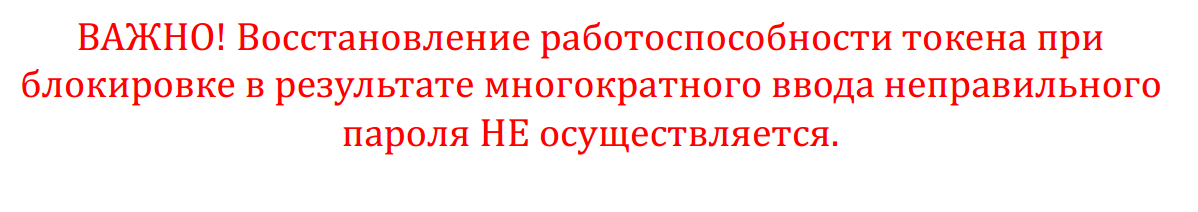 ВАЖНО! Восстановление работоспособности токена при
блокировке в результате многократного ввода неправильного
пароля НЕ осуществляется.